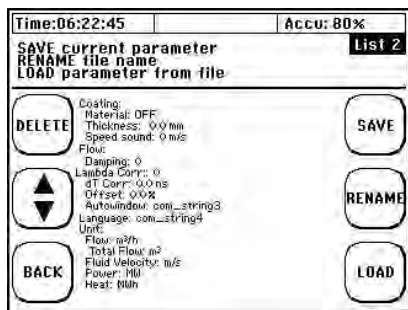 Time:06:22:45
Accu: 80%
SAVE current parameter
RENAME file name
LOAD parameter from file
List 2
DELETE
BACK
Coating:
Material: OFF
Thickness: 0.0 mm
Speed sound: 0 m/s
Flow:
Damping: 0
Lambda Corr.: 0
dT Corr: 0.0 ns
Offset: 0.0%
Autowindow: com_string3
Language: com_string4
Unit:
Flow: m³/h
Total Flow: m³
Fluid Velocity: m/s
Power: MW
Heat: MWh
SAVE
RENAME
LOAD